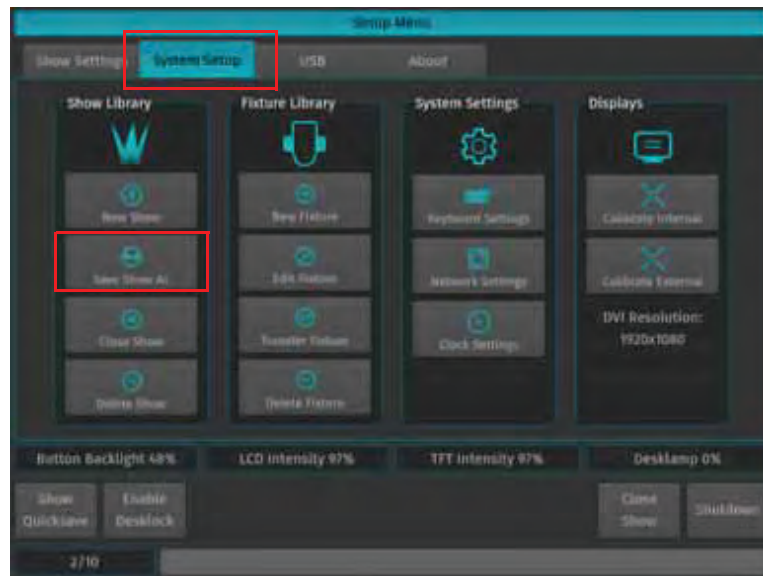 Setup Menu
Show Settings System Setup USB About
Show Library Fixture Library System Settings Displays
New Show New Fixture Keyboard Settings Calibrate Internal
Save Show As Edit Fixture Network Settings Calibrate External
Close Show Transfer Fixture Clock Settings DVI Resolution:
1920x1080
Delete Show Delete Fixture
Button Backlight 48% LCD Intensity 97% TFT Intensity 97% Desklamp 0%
Show Enable Close Shutdown
Quicksave Desklock Show
2/10